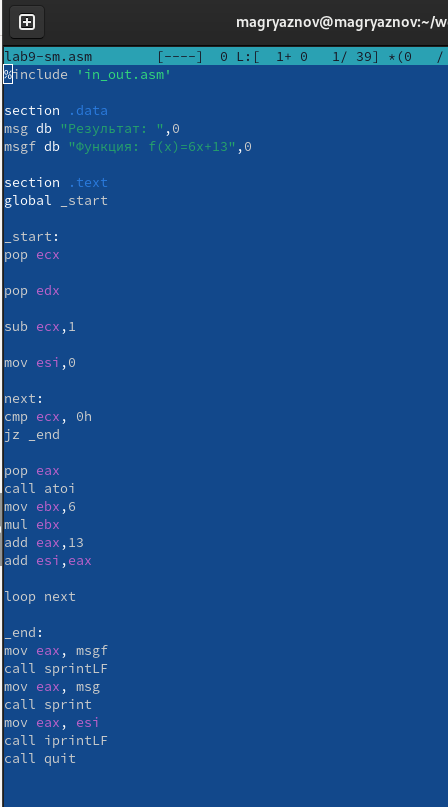 magryaznov@magryaznov:~/w
lab9-sm.asm [----] 0 L:[ 1+ 0 1/ 39] *(0 /
%include 'in_out.asm'
section .data
msg db "Результат: ",0
msgf db "Функция: f(x)=6x+13",0
section .text
global _start
_start:
pop ecx
pop edx
sub ecx,1
mov esi,0
next:
cmp ecx, 0h
jz _end
pop eax
call atoi
mov ebx,6
mul ebx
add eax,13
add esi,eax
loop next
_end:
mov eax, msgf
call sprintLF
mov eax, msg
call sprint
mov eax, esi
call iprintLF
call quit